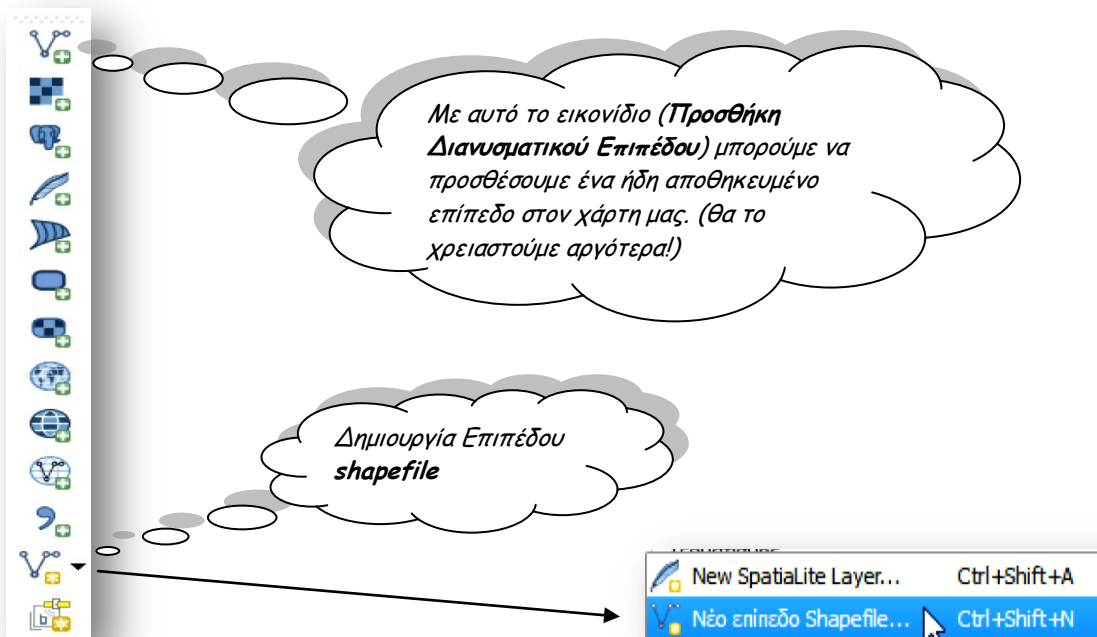 Με αυτό το εικονίδιο (Προσθήκη
Διανυσματικού Επιπέδου) μπορούμε να
προσθέσουμε ένα ήδη αποθηκευμένο
επίπεδο στον χάρτη μας. (θα το
χρειαστούμε αργότερα!)
Δημιουργία Επιπέδου
shapefile
New SpatiaLite Layer... Ctrl+Shift+A
Νέο επίπεδο Shapefile... Ctrl+Shift+N